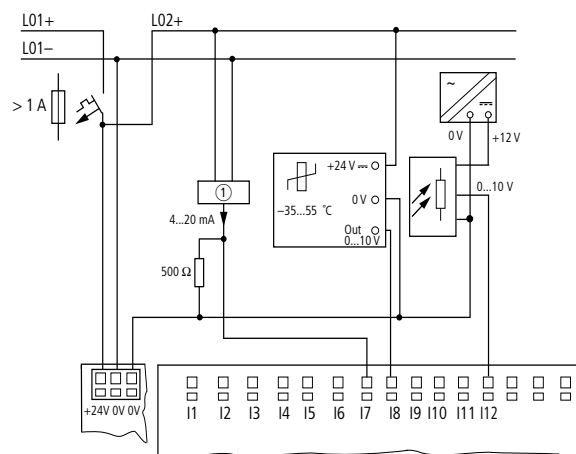 L01+ L02+
L01–
> 1 A
~
0 V +12 V
+24 V
0 V
–35...55 °C
Out
0...10 V
0...10 V
①
4...20 mA
500 Ω
+24V 0V 0V
I1 I2 I3 I4 I5 I6 I7 I8 I9 I10 I11 I12